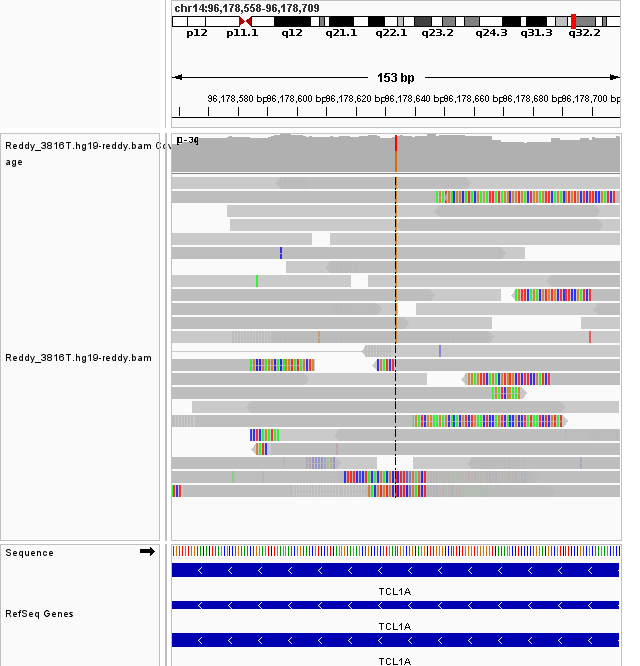 chr14:96,178,558-96,178,709
p12 p11.1 q12 q21.1 q22.1 q23.2 q24.3 q31.3 q32.2
153 bp
96,178,580 bp 96,178,600 bp 96,178,620 bp 96,178,640 bp 96,178,660 bp 96,178,680 bp 96,178,700 bp
Reddy_3816T.hg19-reddy.bam Cov
age
Reddy_3816T.hg19-reddy.bam
Sequence
TCL1A
RefSeq Genes
TCL1A
TCL1A